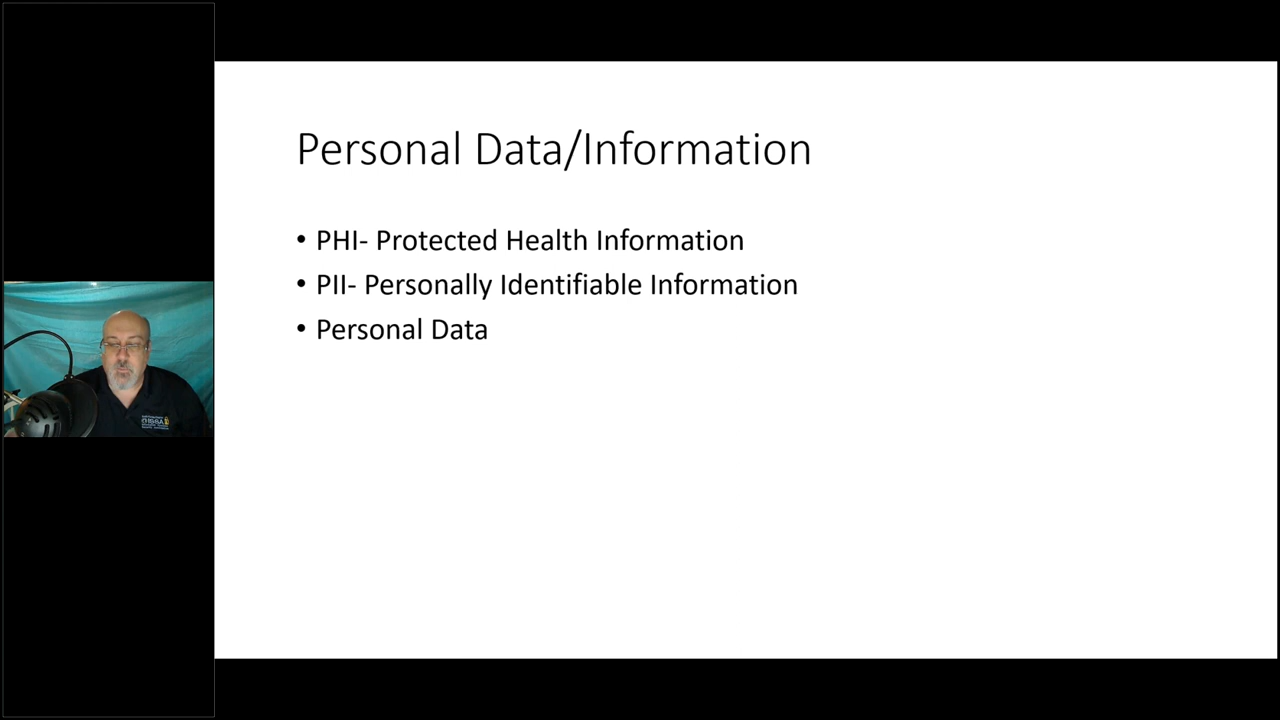 Personal Data/Information
• PHI- Protected Health Information
• PII- Personally Identifiable Information
• Personal Data